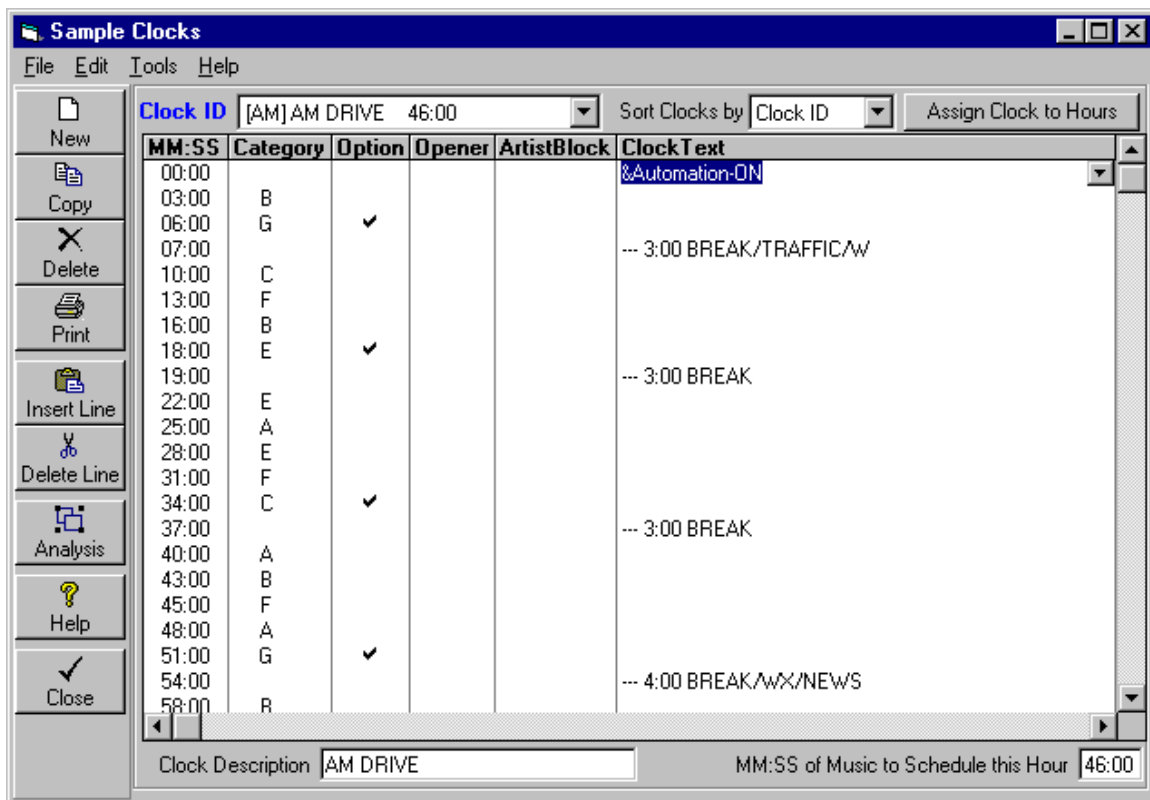 Sample Clocks
File Edit Tools Help
New
Copy
Delete
Print
Insert Line
Delete Line
Analysis
Help
Close
Clock ID [AM] AM DRIVE 46:00 Sort Clocks by Clock ID Assign Clock to Hours
MM:SS Category Option Opener ArtistBlock ClockText
00:00 &Automation-ON
03:00 B
06:00 G ✔
07:00 --- 3:00 BREAK/TRAFFIC/W
10:00 C
13:00 F
16:00 B
18:00 E ✔
19:00 --- 3:00 BREAK
22:00 E
25:00 A
28:00 E
31:00 F
34:00 C ✔
37:00 --- 3:00 BREAK
40:00 A
43:00 B
45:00 F
48:00 A
51:00 G ✔
54:00 --- 4:00 BREAK/WX/NEWS
58:00 B
Clock Description AM DRIVE MM:SS of Music to Schedule this Hour 46:00